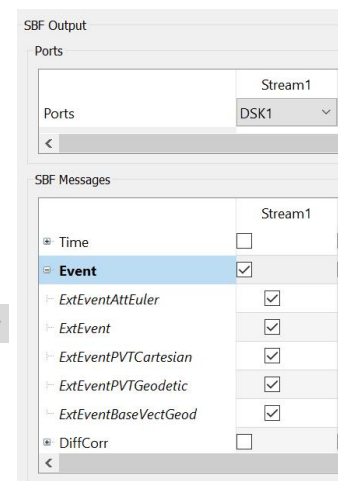 SBF Output
Ports
Stream1
Ports DSK1
SBF Messages
Stream1
Time
Event
ExtEventAttEuler
ExtEvent
ExtEventPVTCartesian
ExtEventPVTGeodetic
ExtEventBaseVectGeod
DiffCorr